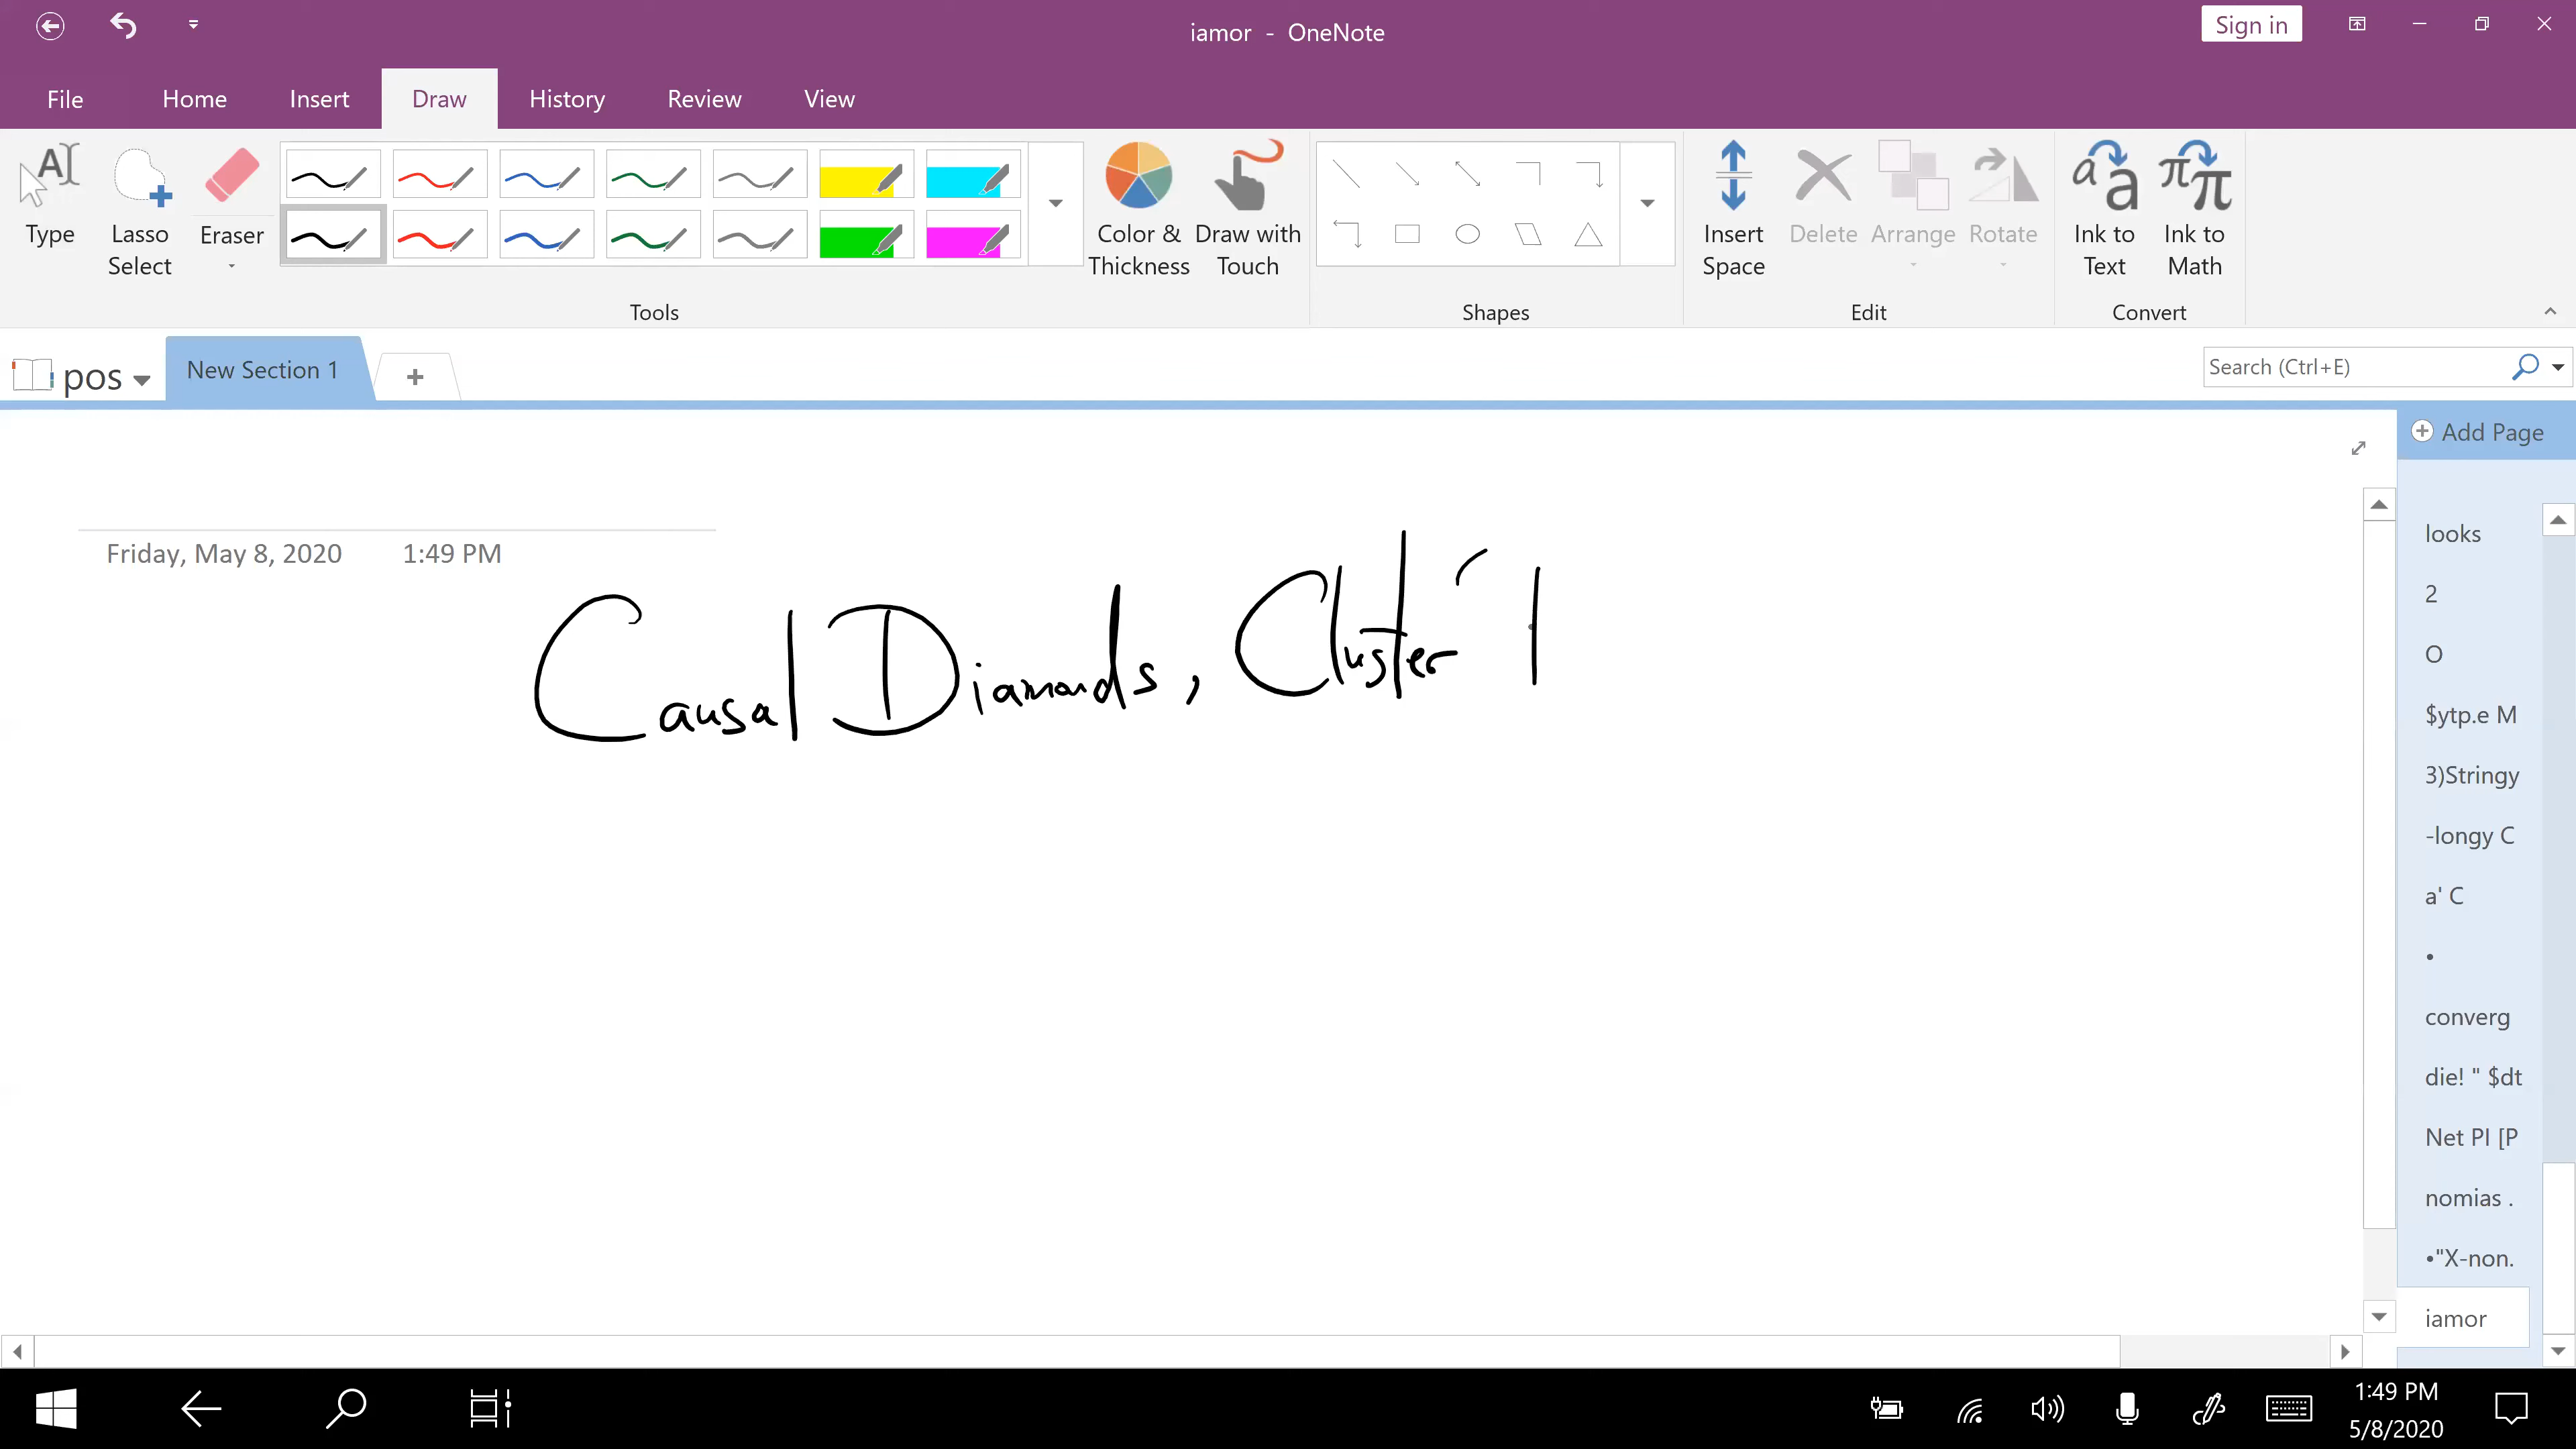 iamor - OneNote
Sign in
File Home Insert Draw History Review View
Type
Lasso Select
Eraser
Color & Thickness
Draw with Touch
Insert Space
Delete
Arrange
Rotate
Ink to Text
Ink to Math
Tools
Shapes
Edit
Convert
pos
New Section 1
Search (Ctrl+E)
Add Page
Friday, May 8, 2020 1:49 PM
Causal Diamonds, Cluster
looks
2
O
$ytp.e M
3)Stringy
-longy C
a' C
•
converg
die! " $dt
Net PI [P
nomias .
•"X-non.
iamor
1:49 PM
5/8/2020